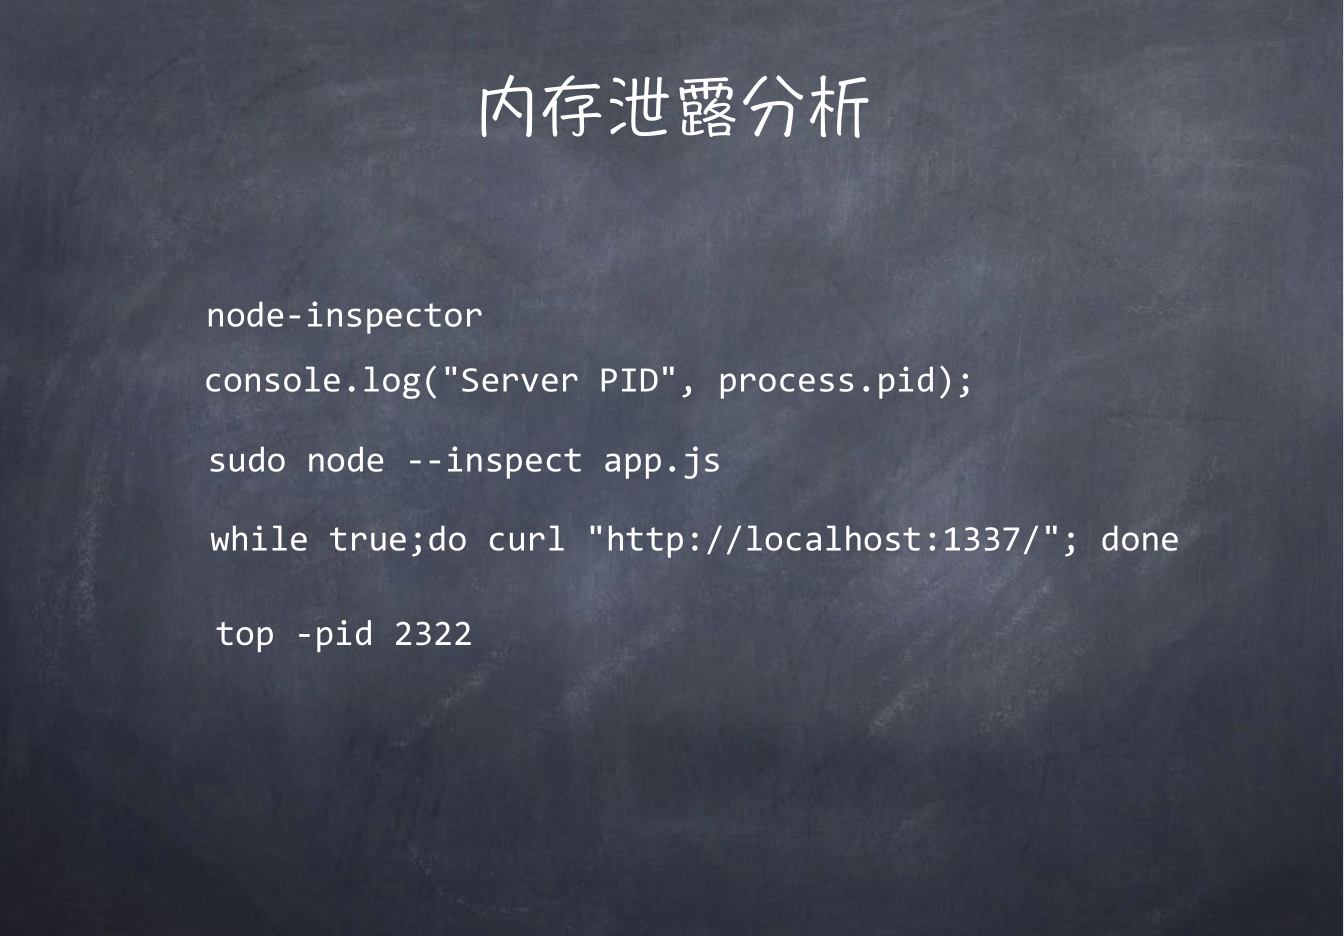 内存泄露分析
node-inspector
console.log("Server PID", process.pid);
sudo node --inspect app.js
while true;do curl "http://localhost:1337/"; done
top -pid 2322